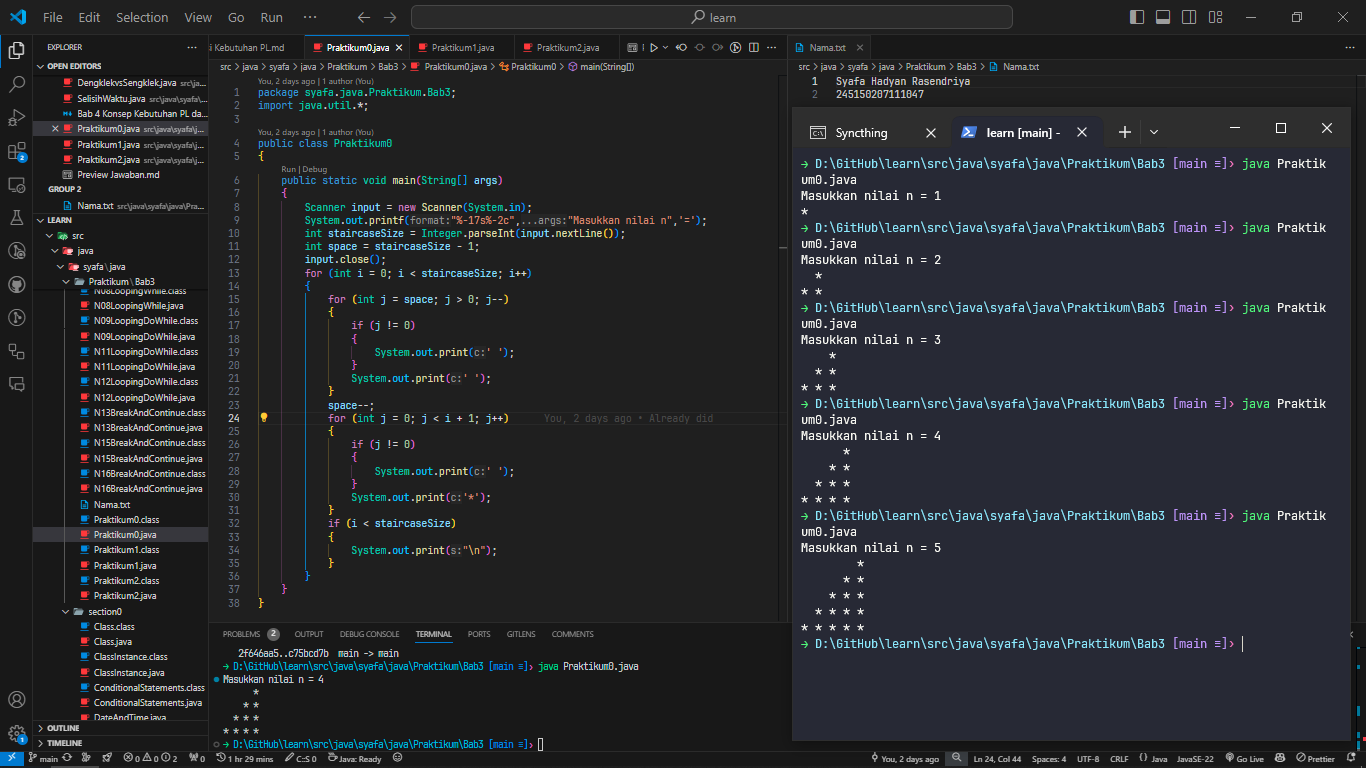 File Edit Selection View Go Run ··· learn
EXPLORER ···
OPEN EDITORS
DengklekvsSengklek.java src\java\syafa\ja...
SelisihWaktu.java src\java\syafa\...
Bab 4 Konsep Kebutuhan PL da...
Praktikum0.java src\java\syafa\j...
Praktikum1.java src\java\syafa\j...
Praktikum2.java src\java\syafa\j...
Preview Jawaban.md
GROUP 2
Nama.txt src\java\syafa\java\Pra...
LEARN
src
java
syafa \ java
Praktikum \ Bab3
N08LoopingWhile.class
N08LoopingWhile.java
N09LoopingDoWhile.class
N09LoopingDoWhile.java
N11LoopingDoWhile.class
N11LoopingDoWhile.java
N12LoopingDoWhile.class
N12LoopingDoWhile.java
N13BreakAndContinue.class
N13BreakAndContinue.java
N15BreakAndContinue.class
N15BreakAndContinue.java
N16BreakAndContinue.class
N16BreakAndContinue.java
Nama.txt
Praktikum0.class
Praktikum0.java
Praktikum1.class
Praktikum1.java
Praktikum2.class
Praktikum2.java
section0
Class.class
Class.java
ClassInstance.class
ClassInstance.java
ConditionalStatements.class
ConditionalStatements.java
DateAndTime.java
OUTLINE
TIMELINE
i Kebutuhan PL.md Praktikum0.java Praktikum1.java Praktikum2.java
src > java > syafa > java > Praktikum > Bab3 > Praktikum0.java > Praktikum0 > main(String[])
You, 2 days ago | 1 author (You)
1 package syafa.java.Praktikum.Bab3;
2 import java.util.*;
3
You, 2 days ago | 1 author (You)
4 public class Praktikum0
5 {
Run | Debug
6 public static void main(String[] args)
7 {
8 Scanner input = new Scanner(System.in);
9 System.out.printf(format:"%-17s%-2c",...args:"Masukkan nilai n",'=');
10 int staircaseSize = Integer.parseInt(input.nextLine());
11 int space = staircaseSize - 1;
12 input.close();
13 for (int i = 0; i < staircaseSize; i++)
14 {
15 for (int j = space; j > 0; j--)
16 {
17 if (j != 0)
18 {
19 System.out.print(c:' ');
20 }
21 System.out.print(c:' ');
22 }
23 space--;
24 for (int j = 0; j < i + 1; j++) You, 2 days ago • Already did
25 {
26 if (j != 0)
27 {
28 System.out.print(c:' ');
29 }
30 System.out.print(c:'*');
31 }
32 if (i < staircaseSize)
33 {
34 System.out.print(s:"\n");
35 }
36 }
37 }
38 }
PROBLEMS 2 OUTPUT DEBUG CONSOLE TERMINAL PORTS GITLENS COMMENTS
2f646aa5..c75bcd7b main -> main
→ D:\GitHub\learn\src\java\syafa\java\Praktikum\Bab3 [main ≡]› java Praktikum0.java
Masukkan nilai n = 4
*
* *
* * *
* * * *
→ D:\GitHub\learn\src\java\syafa\java\Praktikum\Bab3 [main ≡]›
Nama.txt
src > java > syafa > java > Praktikum > Bab3 > Nama.txt
1 Syafa Hadyan Rasendriya
2 245150207111047
Syncthing learn [main] -
→ D:\GitHub\learn\src\java\syafa\java\Praktikum\Bab3 [main ≡]› java Praktik
um0.java
Masukkan nilai n = 1
*
→ D:\GitHub\learn\src\java\syafa\java\Praktikum\Bab3 [main ≡]› java Praktik
um0.java
Masukkan nilai n = 2
*
* *
→ D:\GitHub\learn\src\java\syafa\java\Praktikum\Bab3 [main ≡]› java Praktik
um0.java
Masukkan nilai n = 3
*
* *
* * *
→ D:\GitHub\learn\src\java\syafa\java\Praktikum\Bab3 [main ≡]› java Praktik
um0.java
Masukkan nilai n = 4
*
* *
* * *
* * * *
→ D:\GitHub\learn\src\java\syafa\java\Praktikum\Bab3 [main ≡]› java Praktik
um0.java
Masukkan nilai n = 5
*
* *
* * *
* * * *
* * * * *
→ D:\GitHub\learn\src\java\syafa\java\Praktikum\Bab3 [main ≡]›
main 0 0 2 0 1 hr 29 mins C:S 0 Java: Ready You, 2 days ago Ln 24, Col 44 Spaces: 4 UTF-8 CRLF {} Java JavaSE-22 Go Live Prettier